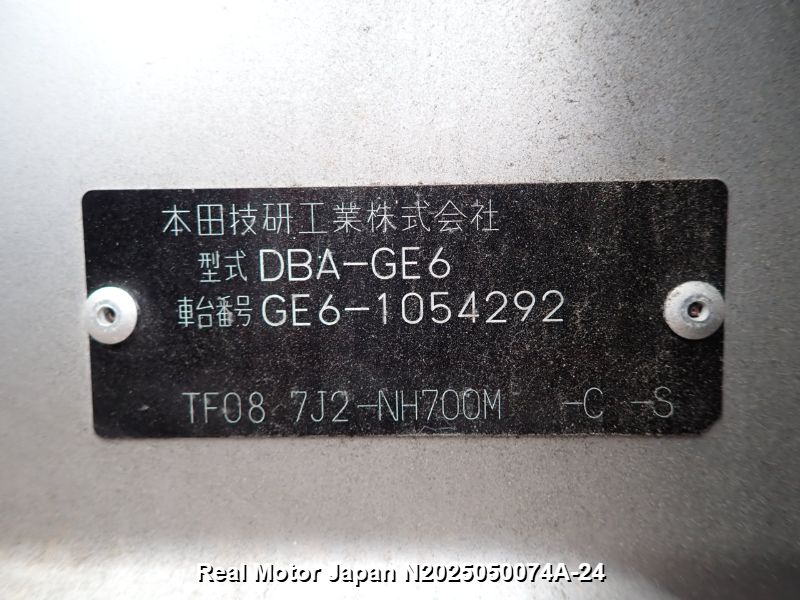 本田技研工業株式会社
型式 DBA-GE6
車台番号 GE6-1054292
TF08 7J2-NH700M -C -S
Real Motor Japan N2025050074A-24